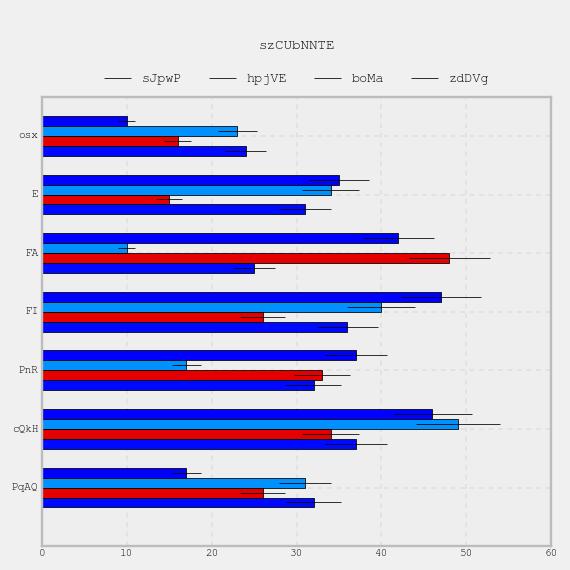 szCUbNNTE
sJpwP hpjVE boMa zdDVg
osx
E
FA
FI
PnR
cQkH
PqAQ
0 10 20 30 40 50 60